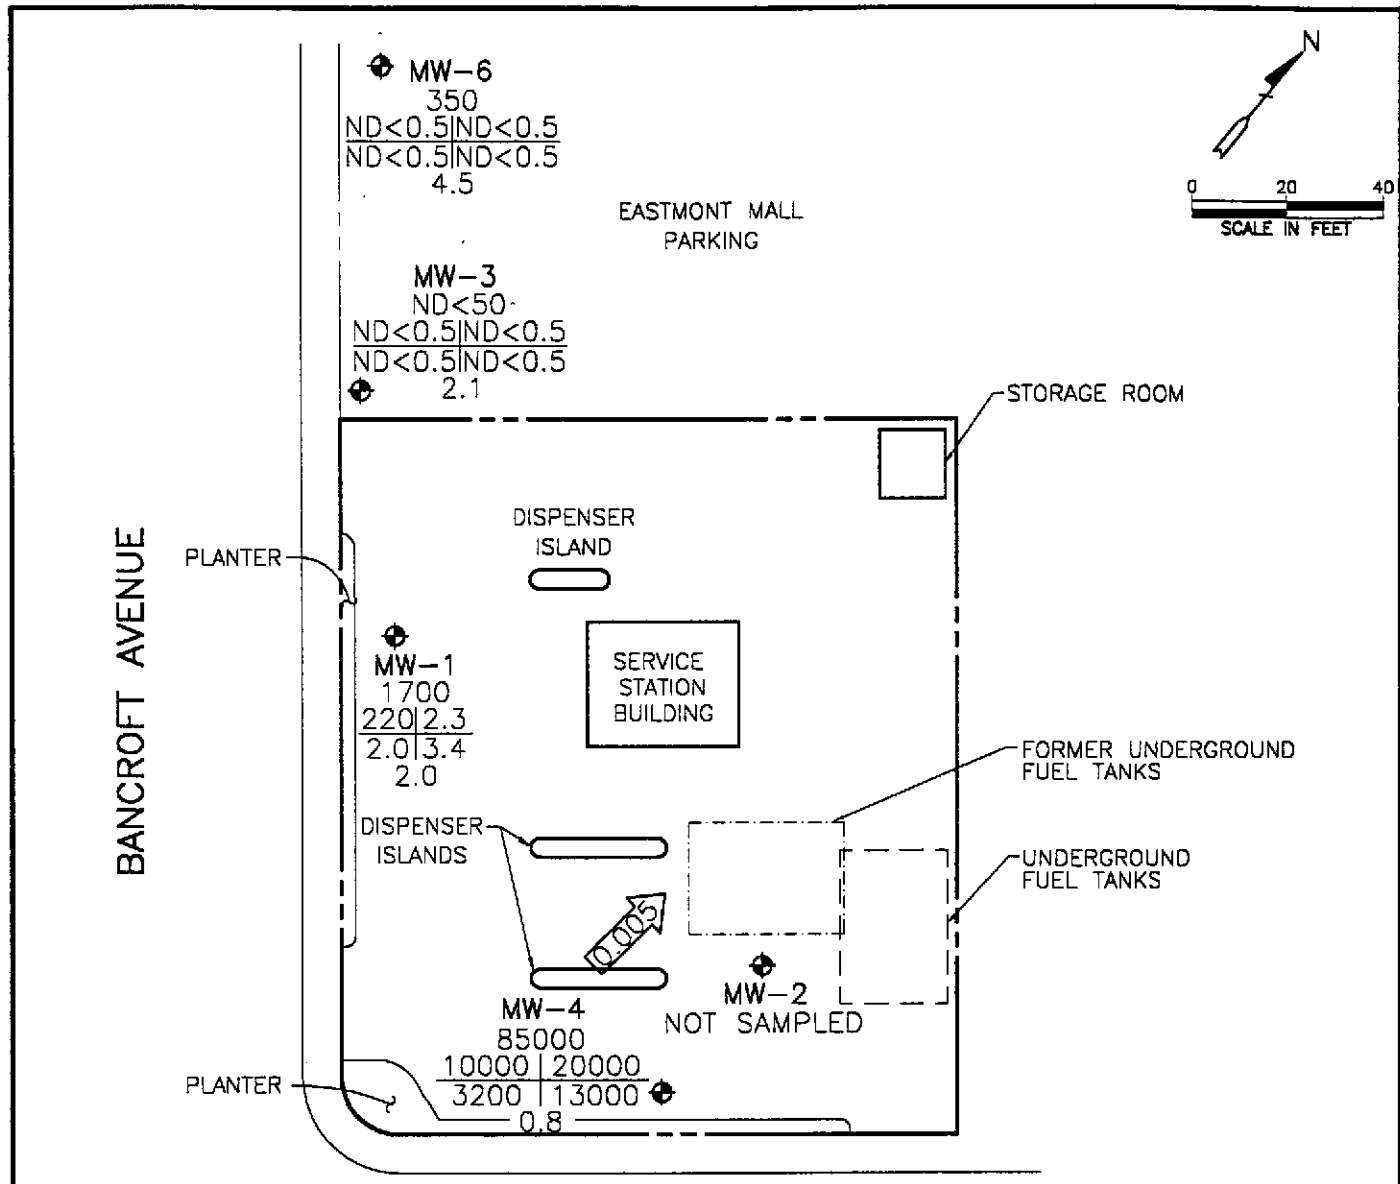 MW-6
350
ND<0.5|ND<0.5
ND<0.5|ND<0.5
4.5
N
0 20 40
SCALE IN FEET
EASTMONT MALL
PARKING
MW-3
ND<50
ND<0.5|ND<0.5
ND<0.5|ND<0.5
2.1
STORAGE ROOM
BANCROFT AVENUE
PLANTER
DISPENSER
ISLAND
MW-1
1700
220|2.3
2.0|3.4
2.0
SERVICE
STATION
BUILDING
FORMER UNDERGROUND
FUEL TANKS
DISPENSER
ISLANDS
UNDERGROUND
FUEL TANKS
0.005
MW-2
NOT SAMPLED
MW-4
85000
10000|20000
3200|13000
0.8
PLANTER